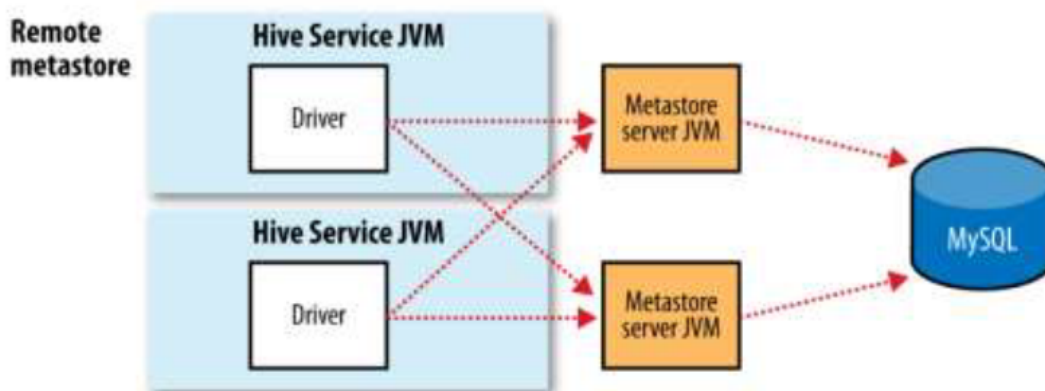 Remote
metastore
Hive Service JVM
Driver
Metastore
server JVM
MySQL
Hive Service JVM
Driver
Metastore
server JVM